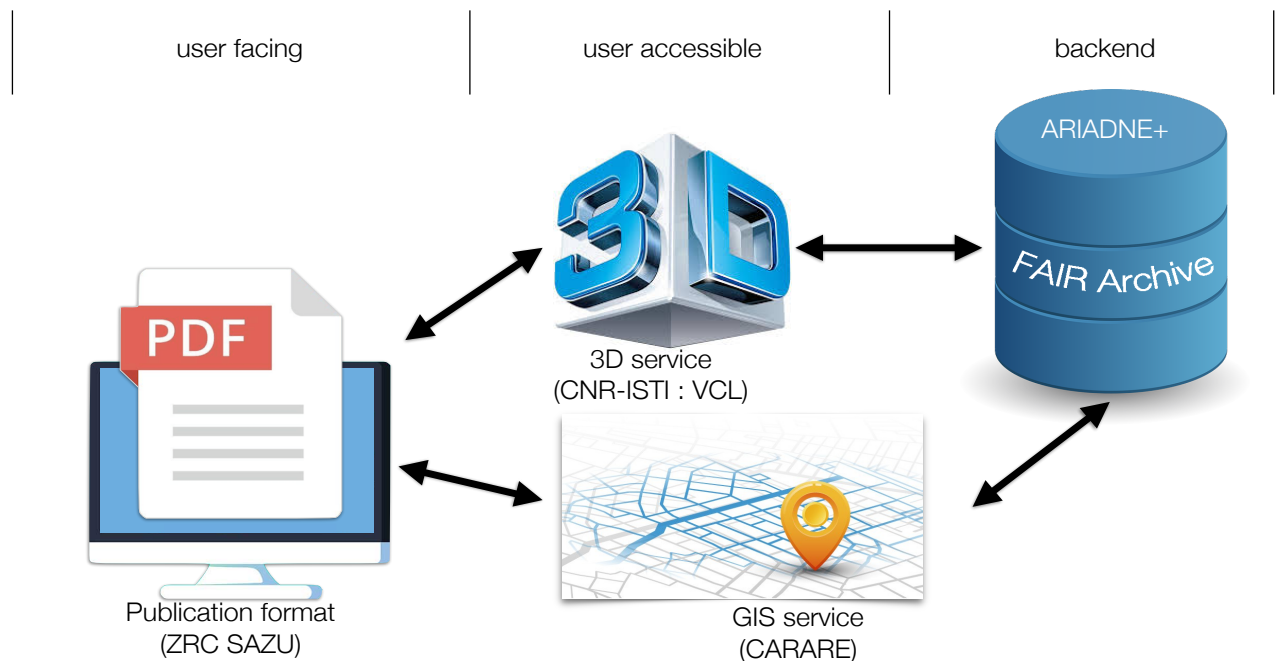 user facing
user accessible
backend
ARIADNE+
FAIR Archive
3D
PDF
3D service
(CNR-ISTI : VCL)
Publication format
(ZRC SAZU)
GIS service
(CARARE)